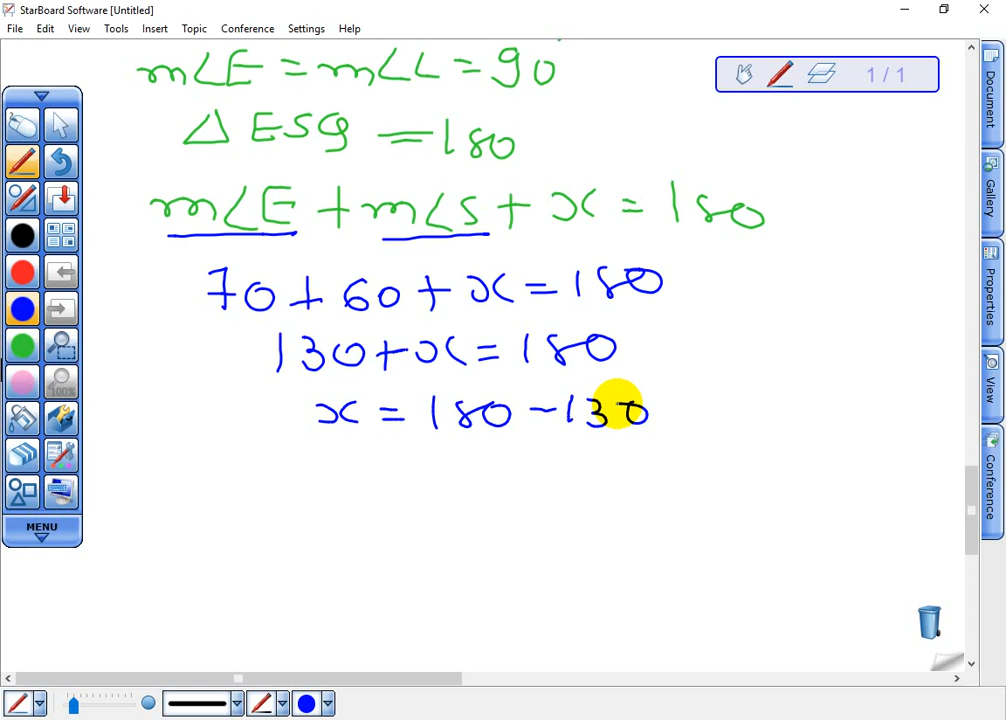 StarBoard Software [Untitled]
File Edit View Tools Insert Topic Conference Settings Help
1 / 1
m∠E = m∠L = 90
△ ESG = 180
m∠E + m∠S + x = 180
70 + 60 + x = 180
130 + x = 180
x = 180 - 130
100%
MENU
Document
Gallery
Properties
View
Conference